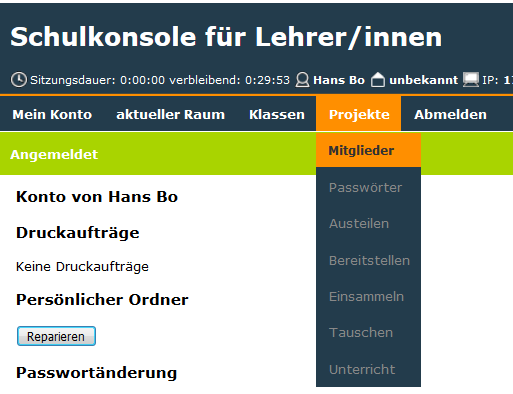 Schulkonsole für Lehrer/innen
Sitzungsdauer: 0:00:00 verbleibend: 0:29:53 Hans Bo unbekannt IP:
Mein Konto aktueller Raum Klassen Projekte Abmelden
Angemeldet
Mitglieder
Passwörter
Austeilen
Bereitstellen
Einsammeln
Tauschen
Unterricht
Konto von Hans Bo
Druckaufträge
Keine Druckaufträge
Persönlicher Ordner
Reparieren
Passwortänderung